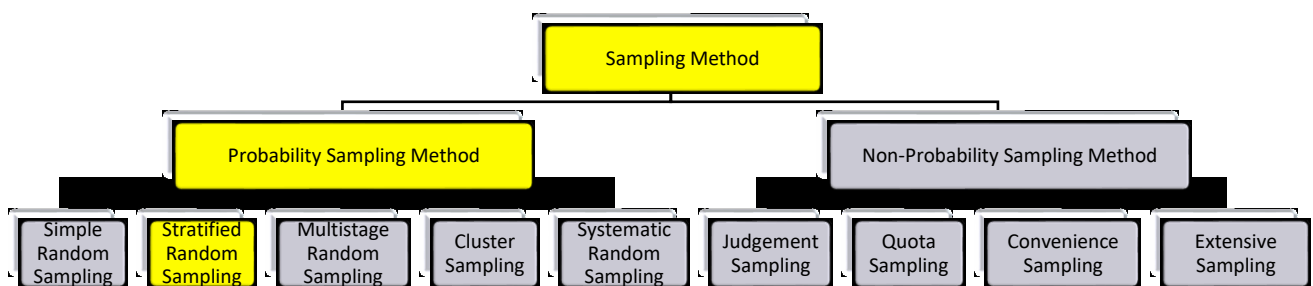 Sampling Method
Probability Sampling Method
Non-Probability Sampling Method
Simple
Random
Sampling
Stratified
Random
Sampling
Multistage
Random
Sampling
Cluster
Sampling
Systematic
Random
Sampling
Judgement
Sampling
Quota
Sampling
Convenience
Sampling
Extensive
Sampling